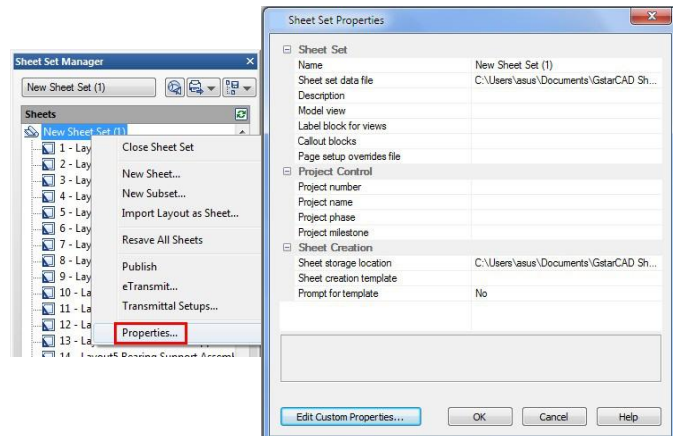 Sheet Set Manager
New Sheet Set (1)
Sheets
New Sheet Set (1)
1 - Lay
2 - Lay
3 - Lay
4 - Lay
5 - Lay
6 - Lay
7 - Lay
8 - Lay
9 - Lay
10 - La
11 - La
12 - La
13 - La
14 - Layout5 Bearing Support Assembl
Close Sheet Set
New Sheet...
New Subset...
Import Layout as Sheet...
Resave All Sheets
Publish
eTransmit...
Transmittal Setups...
Properties...
Sheet Set Properties
Sheet Set
Name New Sheet Set (1)
Sheet set data file C:\Users\asus\Documents\GstarCAD Sh...
Description
Model view
Label block for views
Callout blocks
Page setup overrides file
Project Control
Project number
Project name
Project phase
Project milestone
Sheet Creation
Sheet storage location C:\Users\asus\Documents\GstarCAD Sh...
Sheet creation template
Prompt for template No
Edit Custom Properties... OK Cancel Help